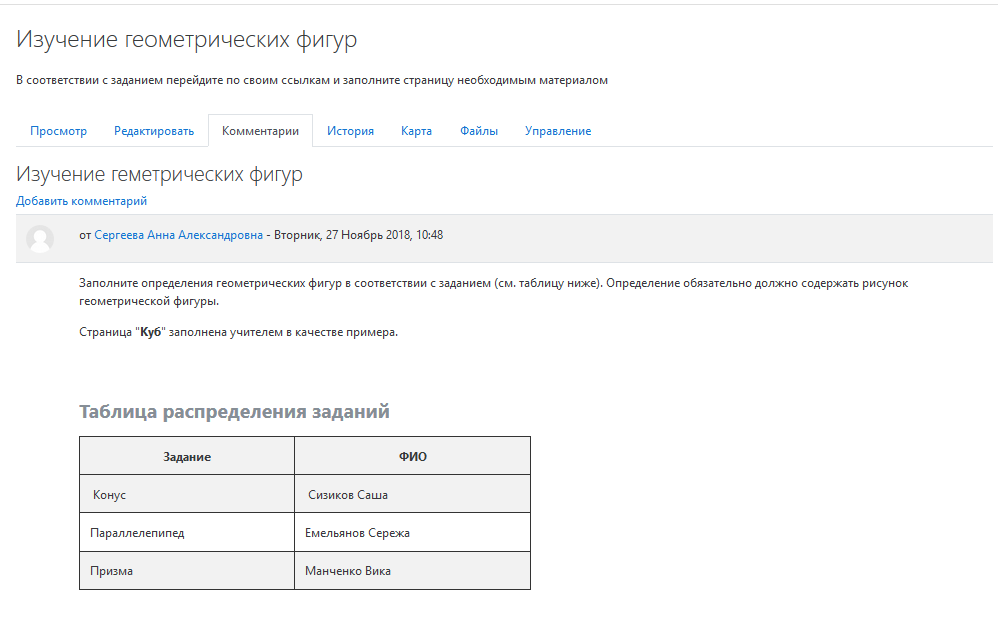 Изучение геометрических фигур
В соответствии с заданием перейдите по своим ссылкам и заполните страницу необходимым материалом
Просмотр Редактировать Комментарии История Карта Файлы Управление
Изучение геметрических фигур
Добавить комментарий
от Сергеева Анна Александровна - Вторник, 27 Ноябрь 2018, 10:48
Заполните определения геометрических фигур в соответствии с заданием (см. таблицу ниже). Определение обязательно должно содержать рисунок
геометрической фигуры.
Страница "Куб" заполнена учителем в качестве примера.
Таблица распределения заданий
Задание ФИО
Конус Сизиков Саша
Параллелепипед Емельянов Сережа
Призма Манченко Вика